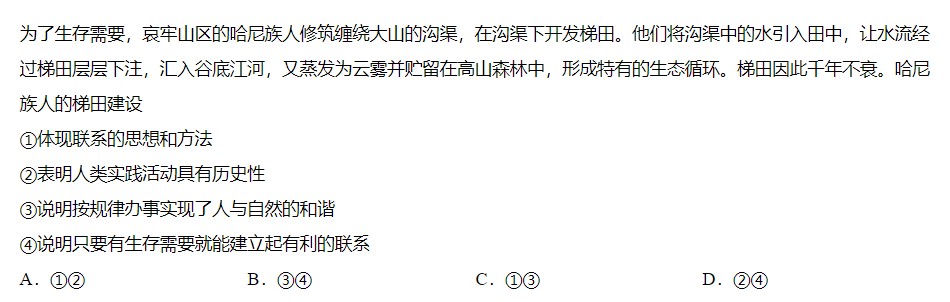 为了生存需要，哀牢山区的哈尼族人修筑缠绕大山的沟渠，在沟渠下开发梯田。他们将沟渠中的水引入田中，让水流经
过梯田层层下注，汇入谷底江河，又蒸发为云雾并贮留在高山森林中，形成特有的生态循环。梯田因此千年不衰。哈尼
族人的梯田建设
①体现联系的思想和方法
②表明人类实践活动具有历史性
③说明按规律办事实现了人与自然的和谐
④说明只要有生存需要就能建立起有利的联系
A．①② B．③④ C．①③ D．②④